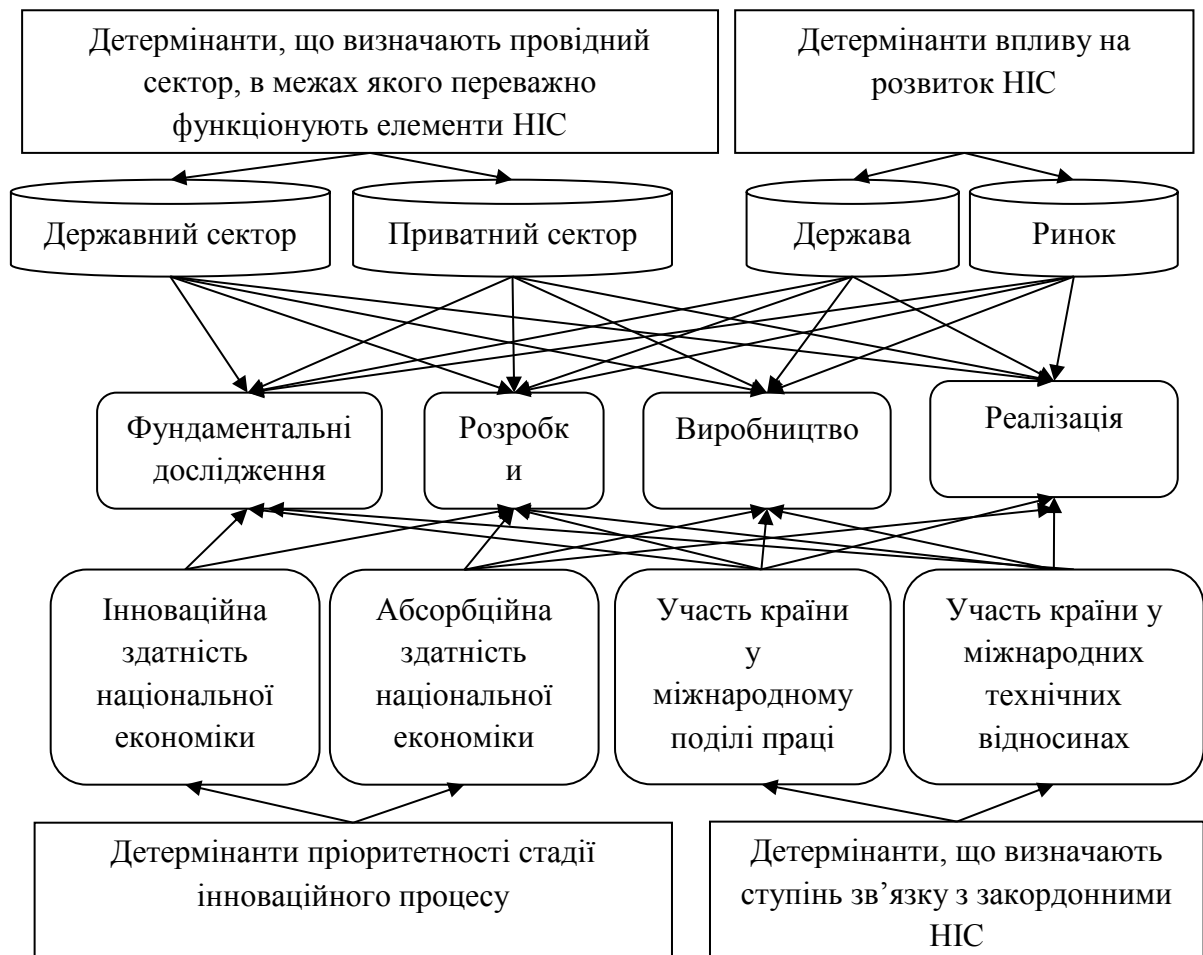 Детермінанти, що визначають провідний
сектор, в межах якого переважно
функціонують елементи НІС
Детермінанти впливу на
розвиток НІС
Державний сектор
Приватний сектор
Держава
Ринок
Фундаментальні
дослідження
Розробк
и
Виробництво
Реалізація
Інноваційна
здатність
національної
економіки
Абсорбційна
здатність
національної
економіки
Участь країни
у
міжнародному
поділі праці
Участь країни у
міжнародних
технічних
відносинах
Детермінанти пріоритетності стадії
інноваційного процесу
Детермінанти, що визначають
ступінь зв’язку з закордонними
НІС